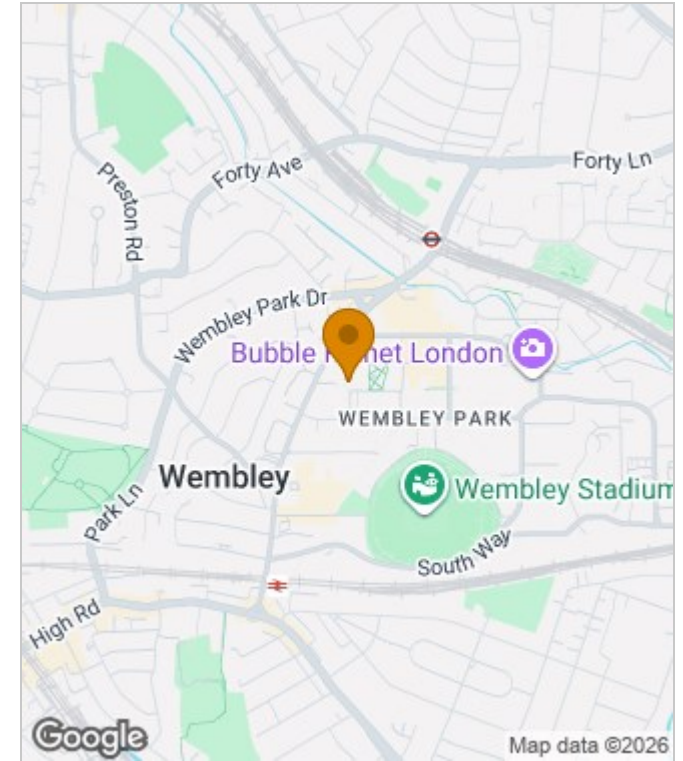 Forty Ln
Forty Ave
Preston Rd
Wembley Park Dr
Bubble Planet London
WEMBLEY PARK
Wembley
Wembley Stadium
Park Ln
South Way
High Rd
Google
Map data ©2026